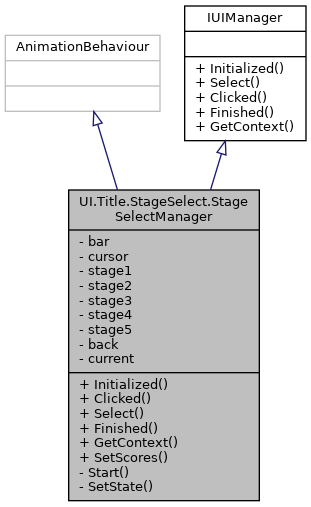 IUIManager
+ Initialized()
+ Select()
+ Clicked()
+ Finished()
+ GetContext()
AnimationBehaviour
UI.Title.StageSelect.Stage
SelectManager
- bar
- cursor
- stage1
- stage2
- stage3
- stage4
- stage5
- back
- current
+ Initialized()
+ Clicked()
+ Select()
+ Finished()
+ GetContext()
+ SetScores()
- Start()
- SetState()